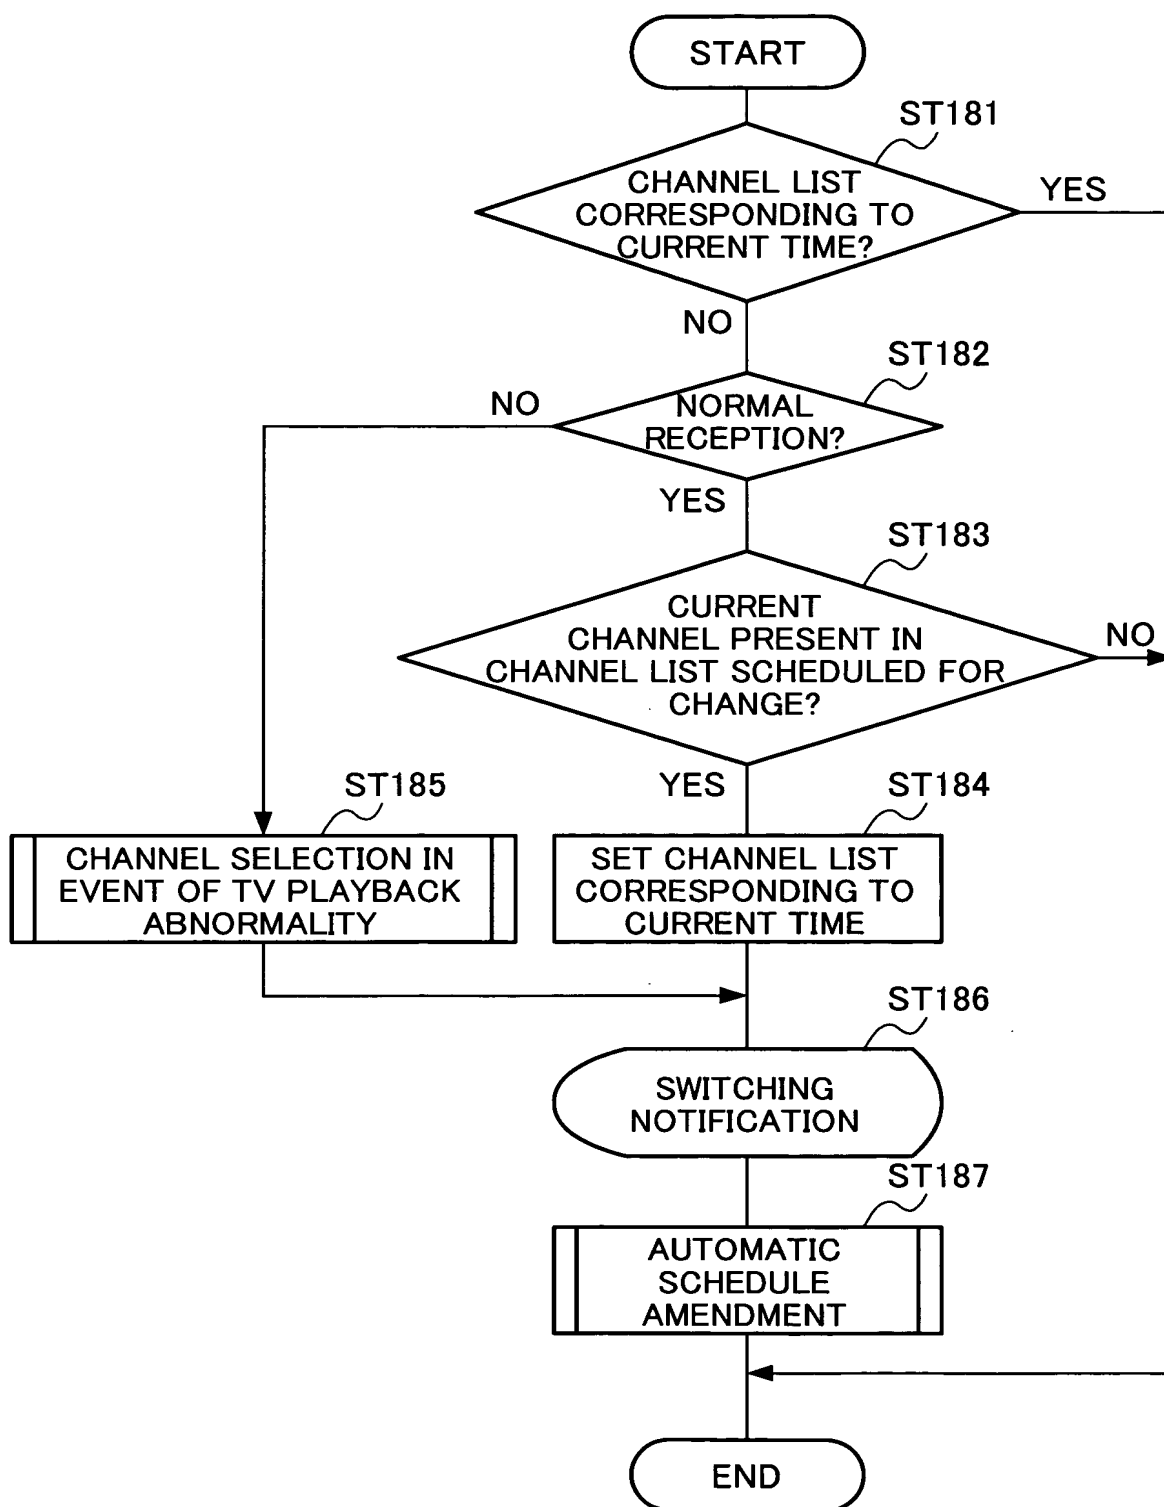 START
ST181
CHANNEL LIST
CORRESPONDING TO
CURRENT TIME?
YES
NO
ST182
NO
NORMAL
RECEPTION?
YES
ST183
CURRENT
CHANNEL PRESENT IN
CHANNEL LIST SCHEDULED FOR
CHANGE?
NO
YES
ST185
ST184
CHANNEL SELECTION IN
EVENT OF TV PLAYBACK
ABNORMALITY
SET CHANNEL LIST
CORRESPONDING TO
CURRENT TIME
ST186
SWITCHING
NOTIFICATION
ST187
AUTOMATIC
SCHEDULE
AMENDMENT
END